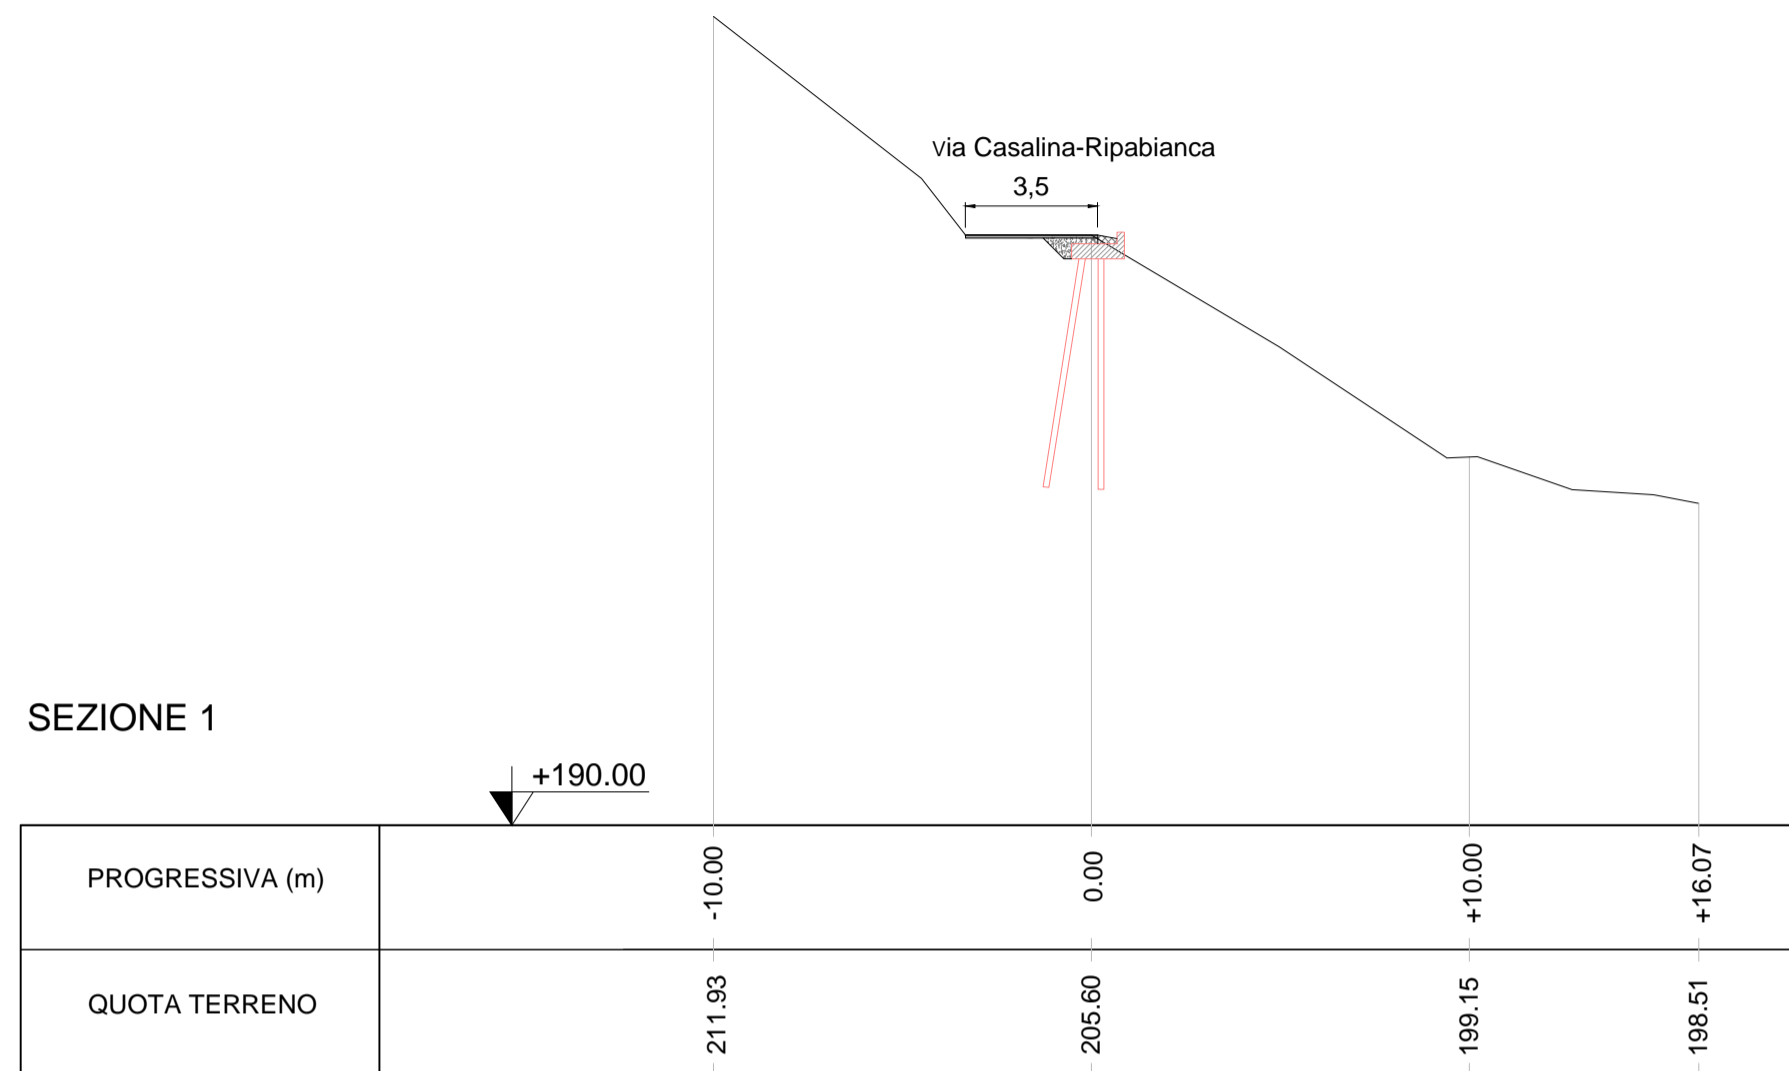 via Casalina-Ripabianca
3,5
SEZIONE 1
+190.00
PROGRESSIVA (m)
-10.00
0.00
+10.00
+16.07
QUOTA TERRENO
211.93
205.60
199.15
198.51